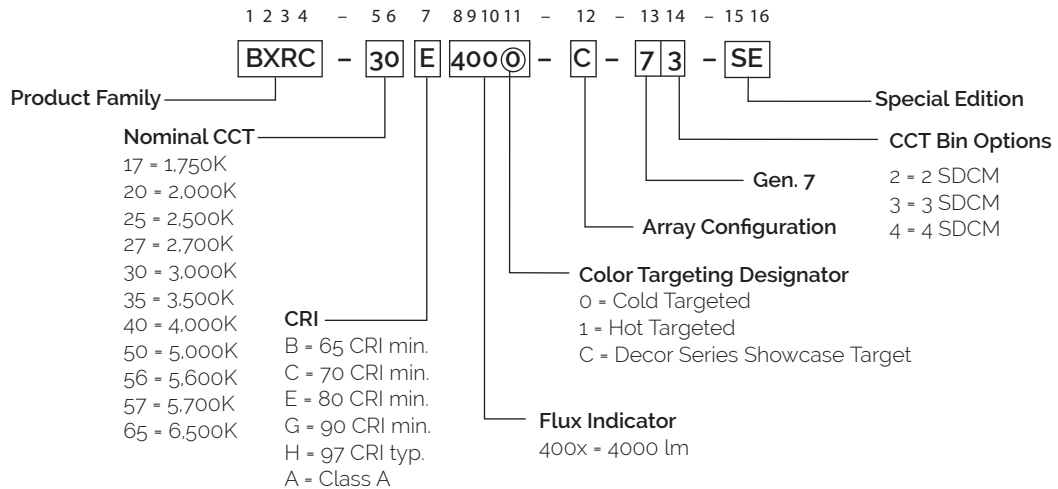 1 2 3 4 – 5 6 7 8 9 10 11 – 12 – 13 14 – 15 16
BXRC – 30 E 400 0 – C – 7 3 – SE
Product Family
Special Edition
Nominal CCT
17 = 1,750K
20 = 2,000K
25 = 2,500K
27 = 2,700K
30 = 3,000K
35 = 3,500K
40 = 4,000K
50 = 5,000K
56 = 5,600K
57 = 5,700K
65 = 6,500K
CRI
B = 65 CRI min.
C = 70 CRI min.
E = 80 CRI min.
G = 90 CRI min.
H = 97 CRI typ.
A = Class A
Flux Indicator
400x = 4000 lm
Color Targeting Designator
0 = Cold Targeted
1 = Hot Targeted
C = Decor Series Showcase Target
Array Configuration
Gen. 7
CCT Bin Options
2 = 2 SDCM
3 = 3 SDCM
4 = 4 SDCM